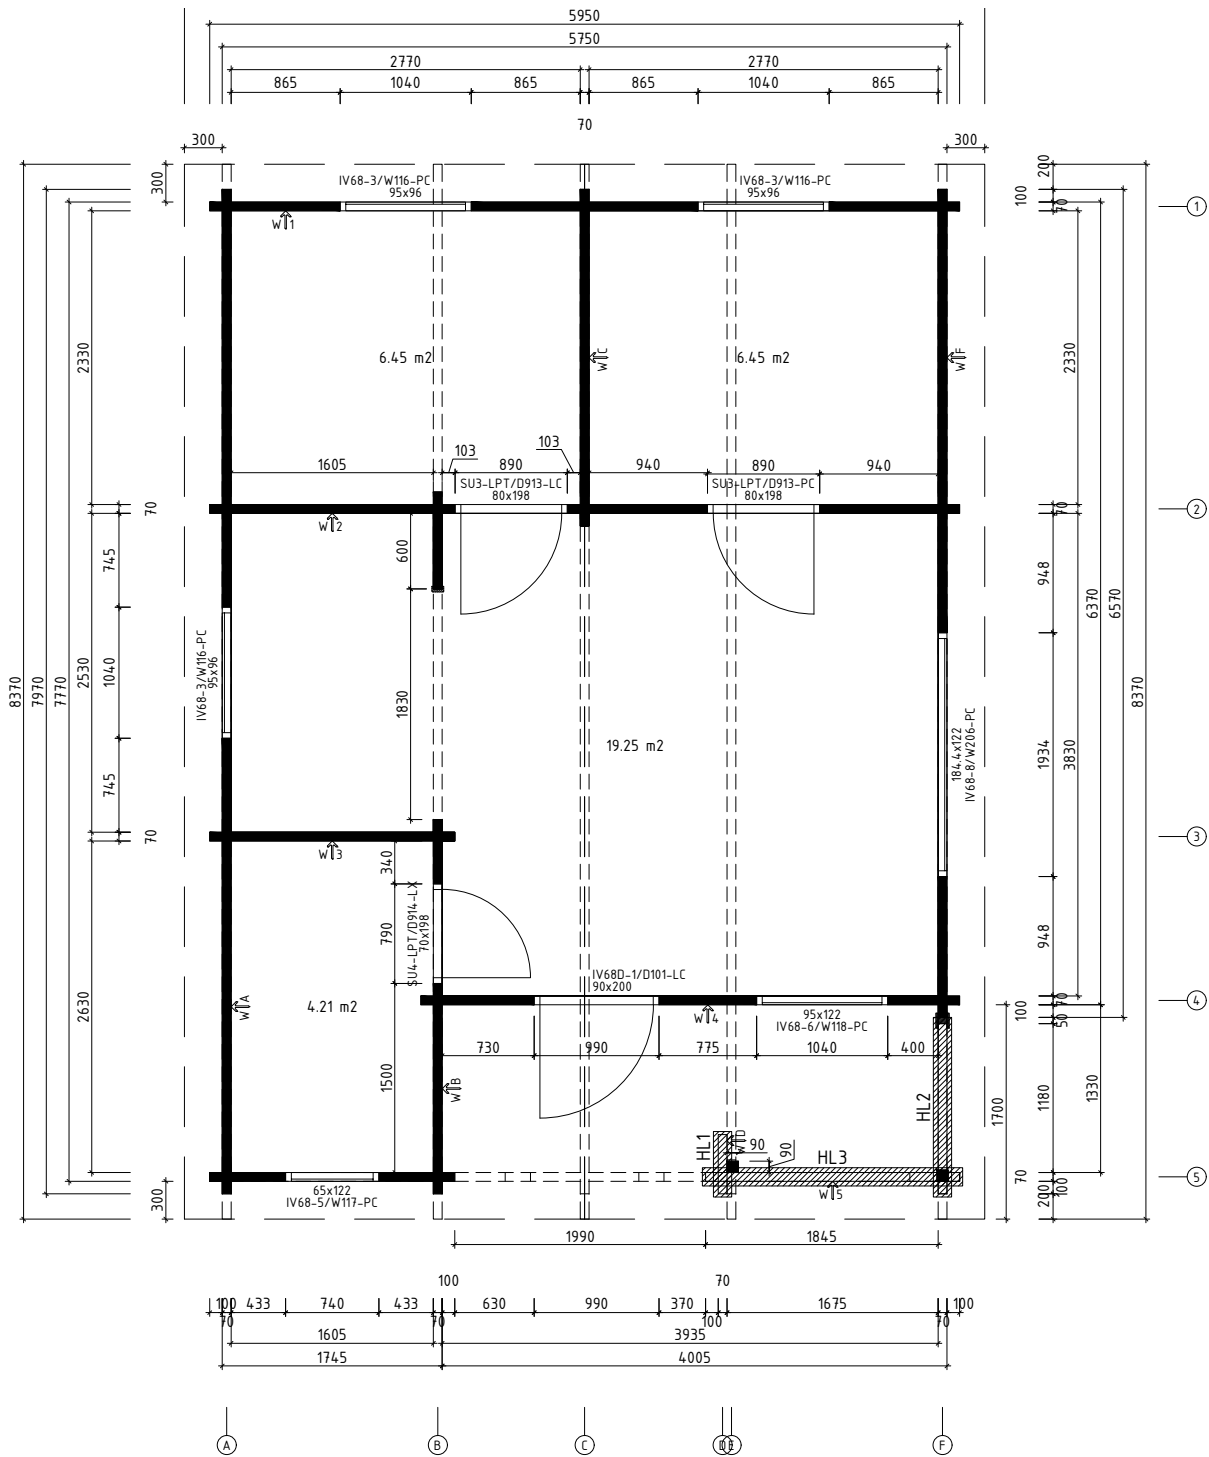 5950
5750
2770 2770
865 1040 865 865 1040 865
70
300 300
300
200
100
70
IV68-3/W116-PC
95x96
IV68-3/W116-PC
95x96
1
W1
2330
2330
6.45 m2
6.45 m2
WC
WF
103
103
1605 890 940 890 940
SU3-LPT/D913-LC
80x198
SU3-LPT/D913-PC
80x198
70
70
2
W2
745
600
948
6370
6570
8370
7970
7770
2530
1040
IV68-3/W116-PC
95x96
1830
19.25 m2
184.4x122
IV68-8/W206-PC
1934
3830
8370
745
70
W3
3
340
SU4-LPT/D914-LX
70x198
790
948
IV68D-1/D101-LC
90x200
2630
WA
4.21 m2
W4
95x122
IV68-6/W118-PC
70
4
100
50
730 990 775 1040 400
1500
WB
1700
1180
1330
HL2
HL1
WD
90
90
HL3
W5
65x122
IV68-5/W117-PC
300
70
5
200
100
1990 1845
100 70
100 433 740 433 630 990 370 1675 100
70 70 100 70
1605 3935
1745 4005
A B C D E F